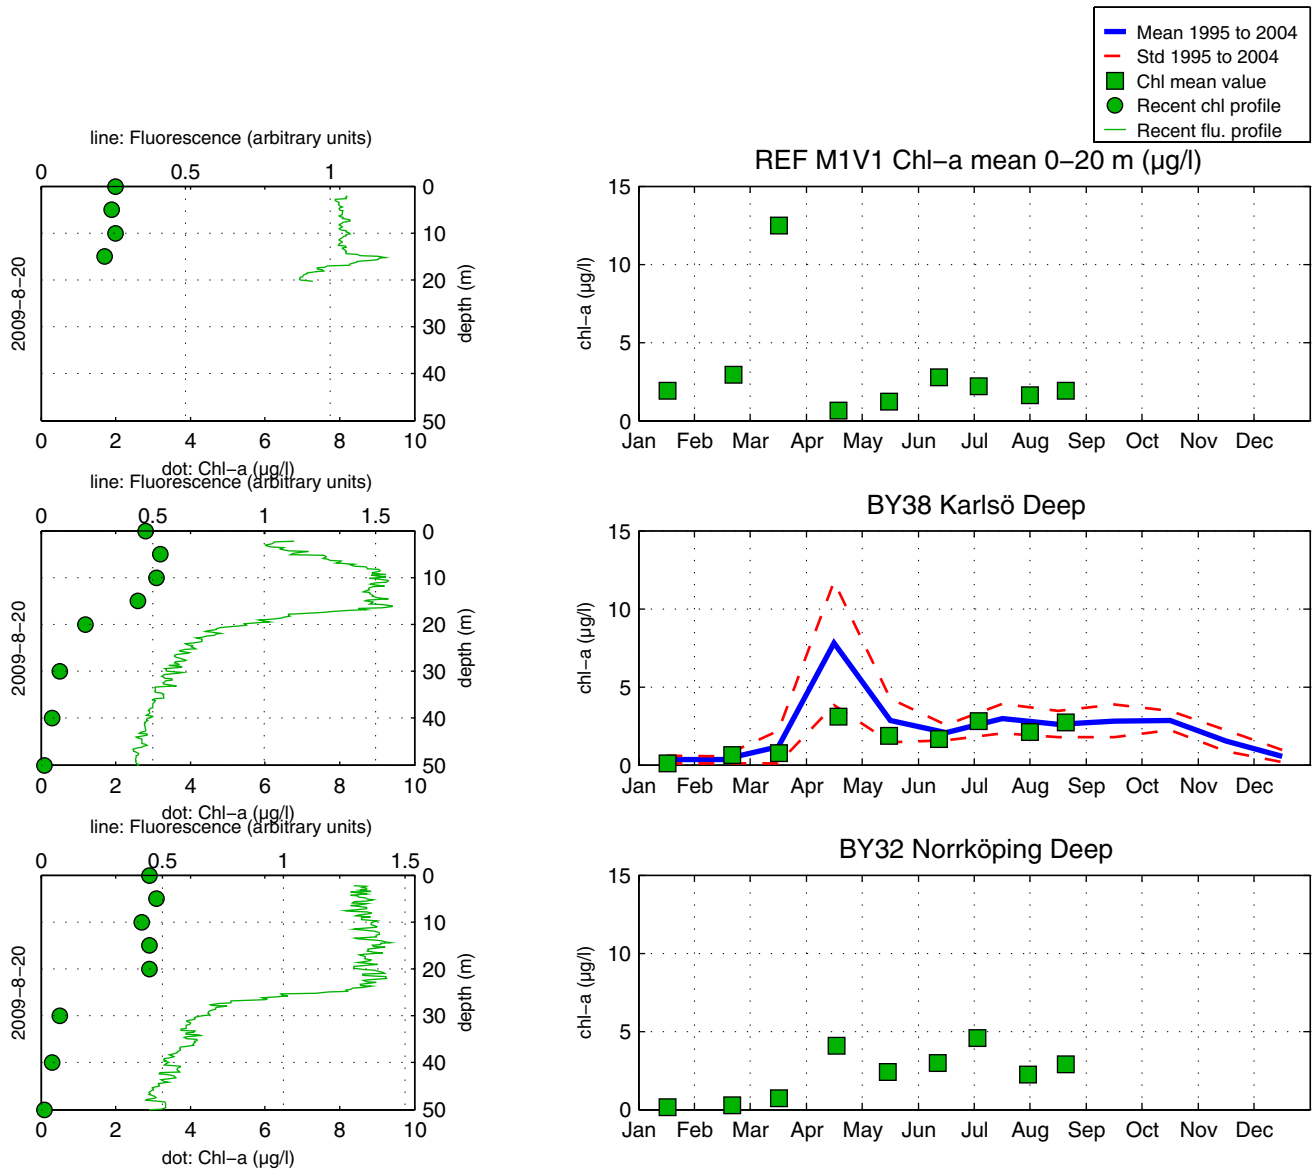 Mean 1995 to 2004
Std 1995 to 2004
Chl mean value
Recent chl profile
Recent flu. profile
line: Fluorescence (arbitrary units)
0 0.5 1
0
10
20
30
40
50
depth (m)
2009-8-20
0 2 4 6 8 10
dot: Chl-a (µg/l)
REF M1V1 Chl-a mean 0-20 m (µg/l)
15
10
5
0
chl-a (µg/l)
Jan Feb Mar Apr May Jun Jul Aug Sep Oct Nov Dec
line: Fluorescence (arbitrary units)
0 0.5 1 1.5
0
10
20
30
40
50
depth (m)
2009-8-20
0 2 4 6 8 10
dot: Chl-a (µg/l)
BY38 Karlsö Deep
15
10
5
0
chl-a (µg/l)
Jan Feb Mar Apr May Jun Jul Aug Sep Oct Nov Dec
line: Fluorescence (arbitrary units)
0 0.5 1 1.5
0
10
20
30
40
50
depth (m)
2009-8-20
0 2 4 6 8 10
dot: Chl-a (µg/l)
BY32 Norrköping Deep
15
10
5
0
chl-a (µg/l)
Jan Feb Mar Apr May Jun Jul Aug Sep Oct Nov Dec